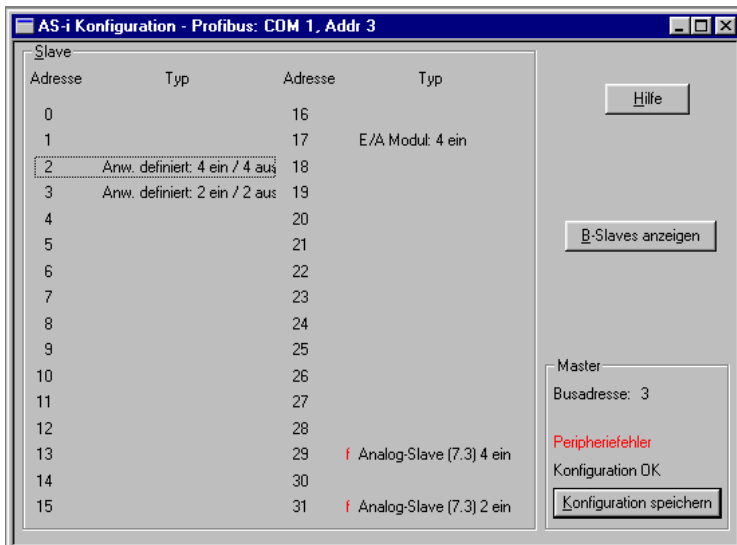 AS-i Konfiguration - Profibus: COM 1, Addr 3
Slave
Adresse Typ Adresse Typ
0 16
1 17 E/A Modul: 4 ein
2 Anw. definiert: 4 ein / 4 aus 18
3 Anw. definiert: 2 ein / 2 aus 19
4 20
5 21
6 22
7 23
8 24
9 25
10 26
11 27
12 28
13 29 f Analog-Slave (7.3) 4 ein
14 30
15 31 f Analog-Slave (7.3) 2 ein
Hilfe
B-Slaves anzeigen
Master
Busadresse: 3
Peripheriefehler
Konfiguration OK
Konfiguration speichern